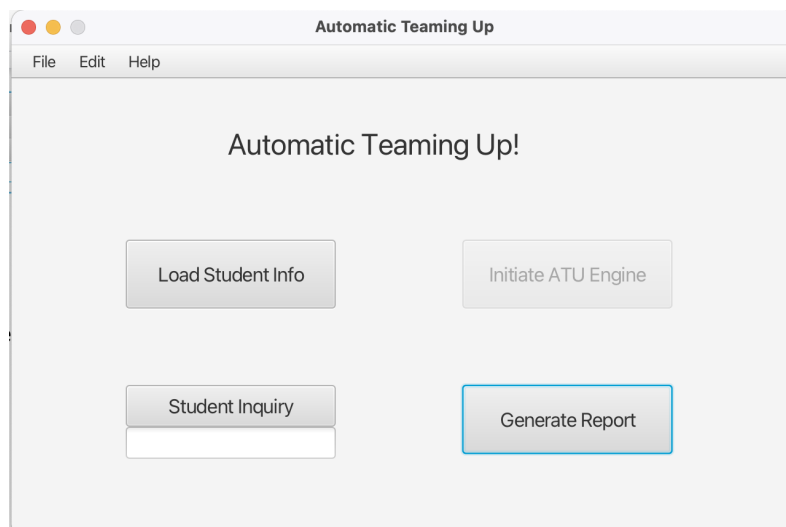 Automatic Teaming Up
File Edit Help
Automatic Teaming Up!
Load Student Info
Initiate ATU Engine
Student Inquiry
Generate Report